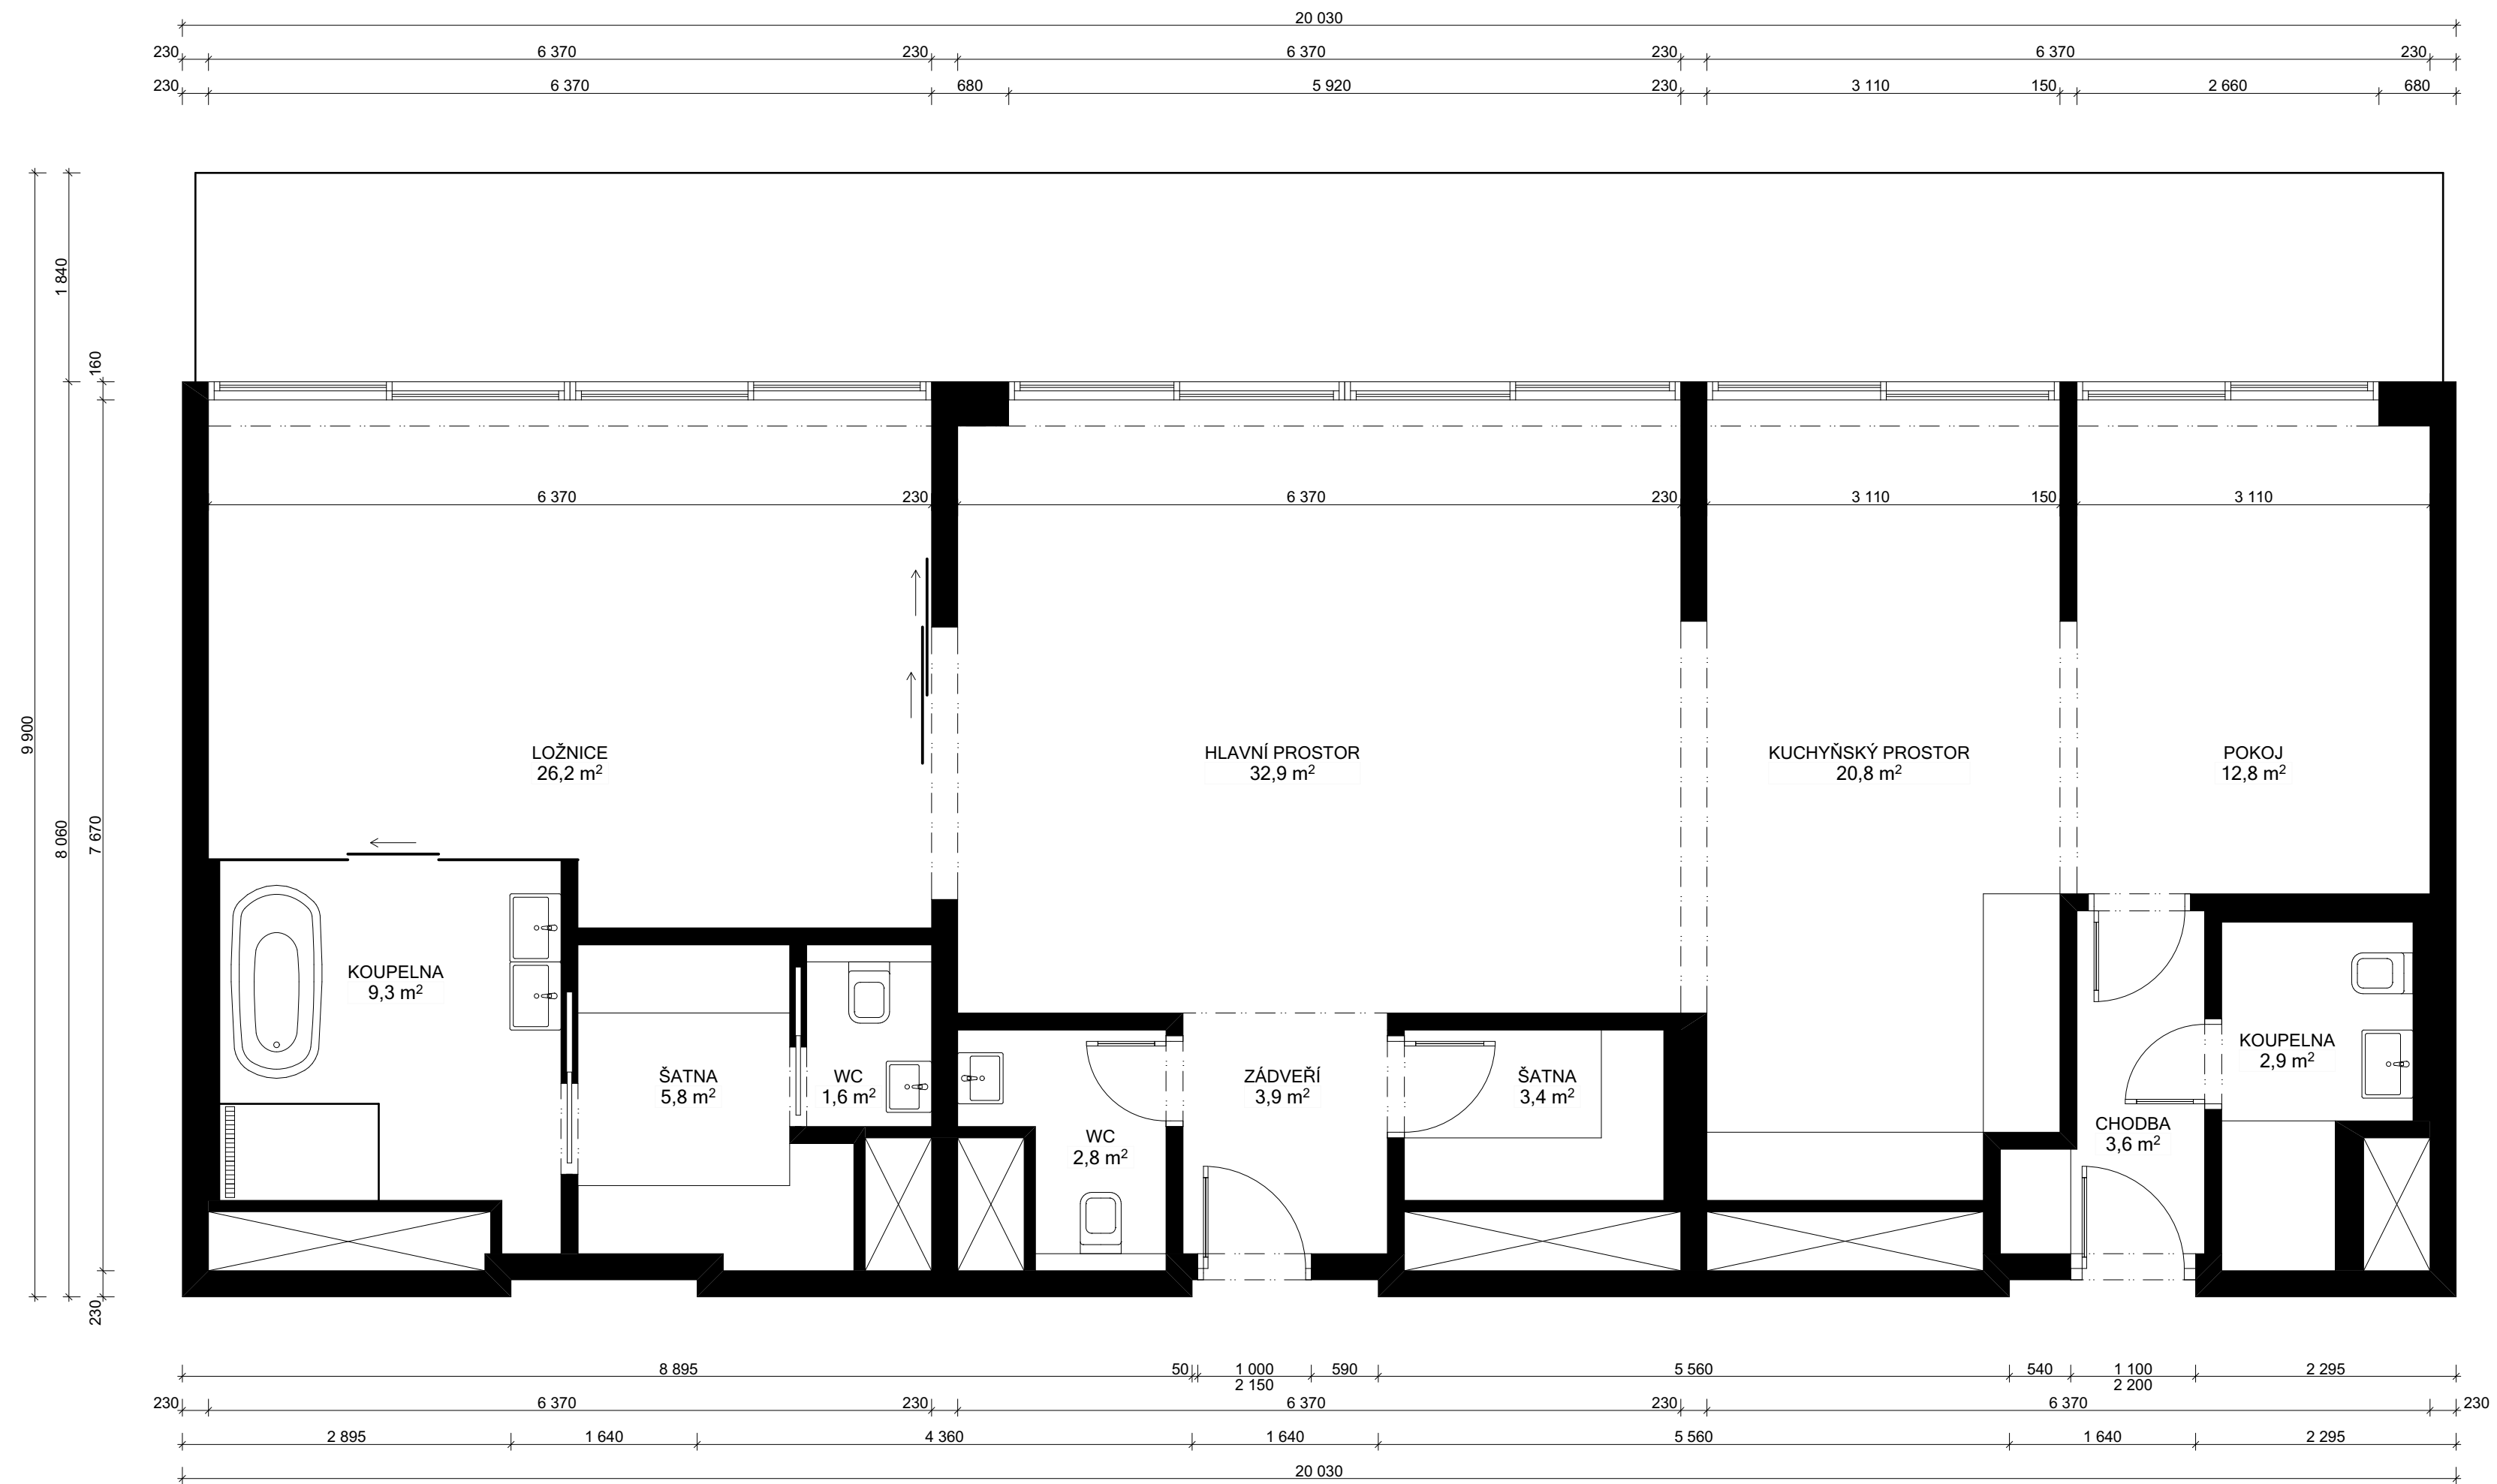 20 030
230 6 370 230 6 370 230 6 370 230
230 6 370 680 5 920 230 3 110 150 2 660 680
1 840
160
9 900
8 060
7 670
230
6 370 230 6 370 230 3 110 150 3 110
LOŽNICE
26,2 m²
HLAVNÍ PROSTOR
32,9 m²
KUCHYŇSKÝ PROSTOR
20,8 m²
POKOJ
12,8 m²
KOUPELNA
9,3 m²
ŠATNA
5,8 m²
WC
1,6 m²
WC
2,8 m²
ZÁDVEŘÍ
3,9 m²
ŠATNA
3,4 m²
CHODBA
3,6 m²
KOUPELNA
2,9 m²
8 895 50 1 000 590 5 560 540 1 100 2 295
2 150 2 200
230 6 370 230 6 370 230 6 370 230
2 895 1 640 4 360 1 640 5 560 1 640 2 295
20 030